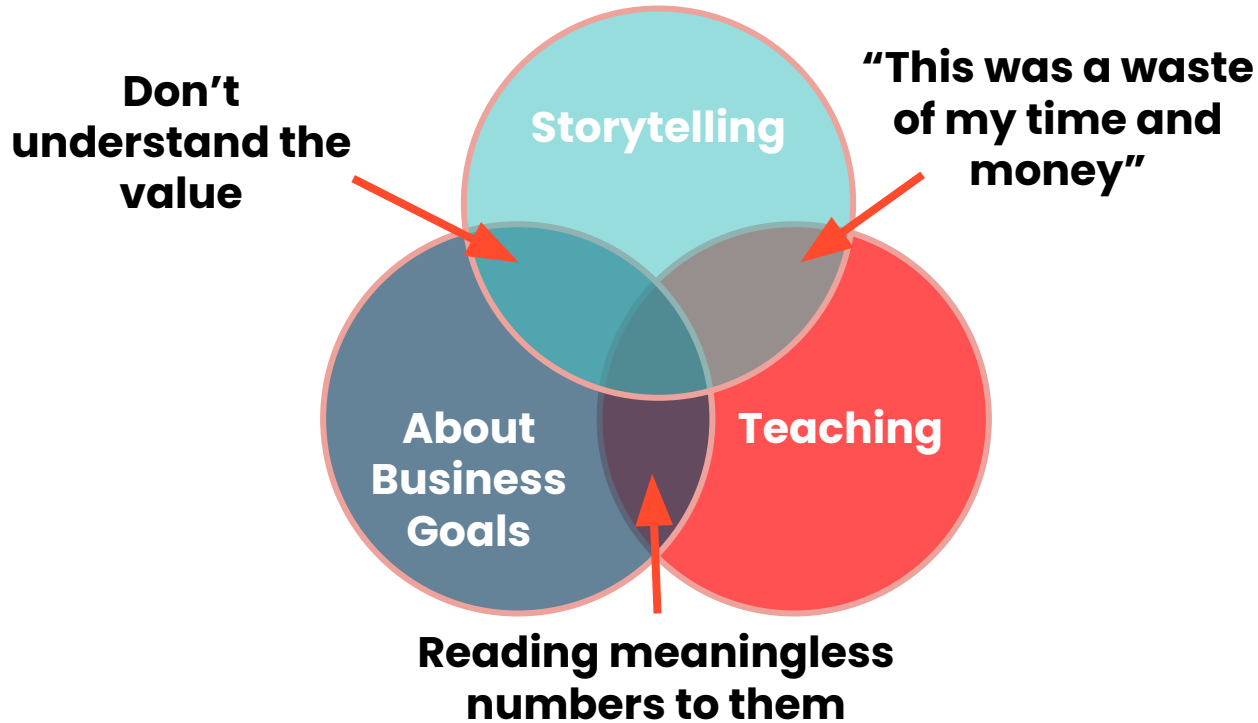 Don’t
understand the
value
“This was a waste
of my time and
money”
Storytelling
About
Business
Goals
Teaching
Reading meaningless
numbers to them